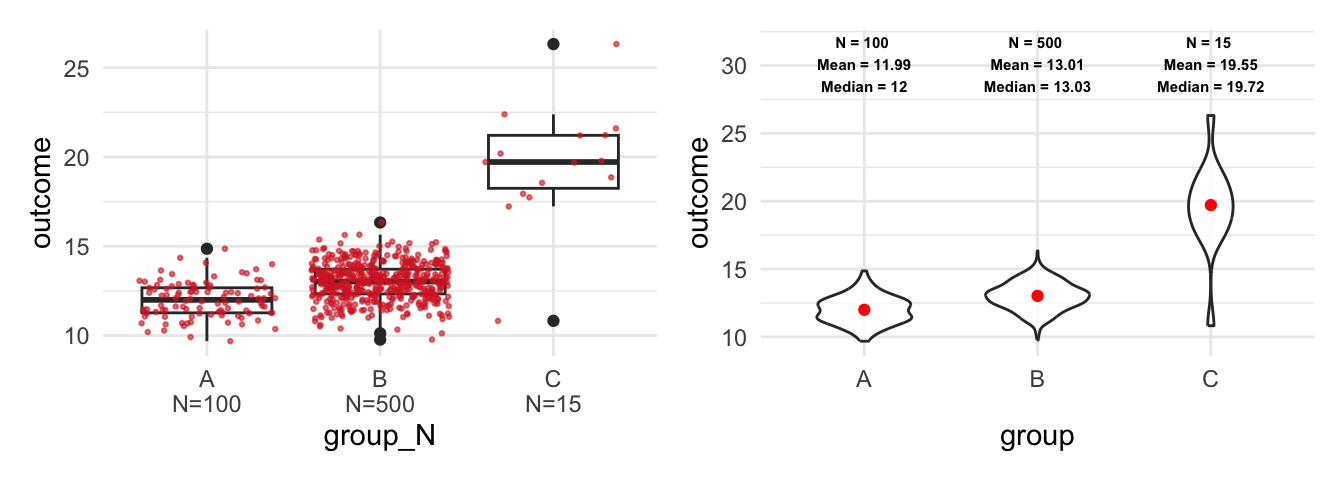 outcome
25
20
15
10
A
N=100
B
N=500
C
N=15
group_N
outcome
30
25
20
15
10
N = 100
Mean = 11.99
Median = 12
N = 500
Mean = 13.01
Median = 13.03
N = 15
Mean = 19.55
Median = 19.72
A
B
C
group